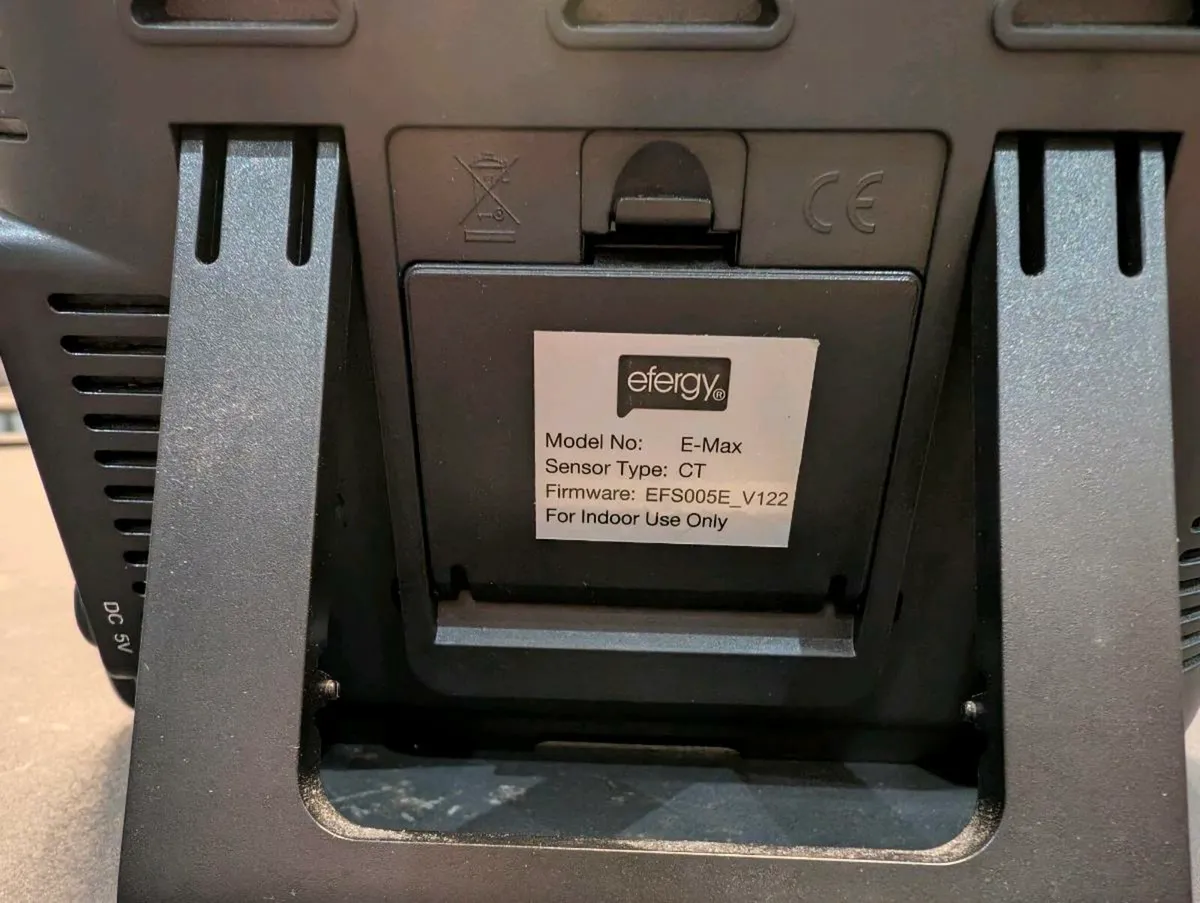 CE
efergy®
Model No: E-Max
Sensor Type: CT
Firmware: EFS005E_V122
For Indoor Use Only
DC 5V